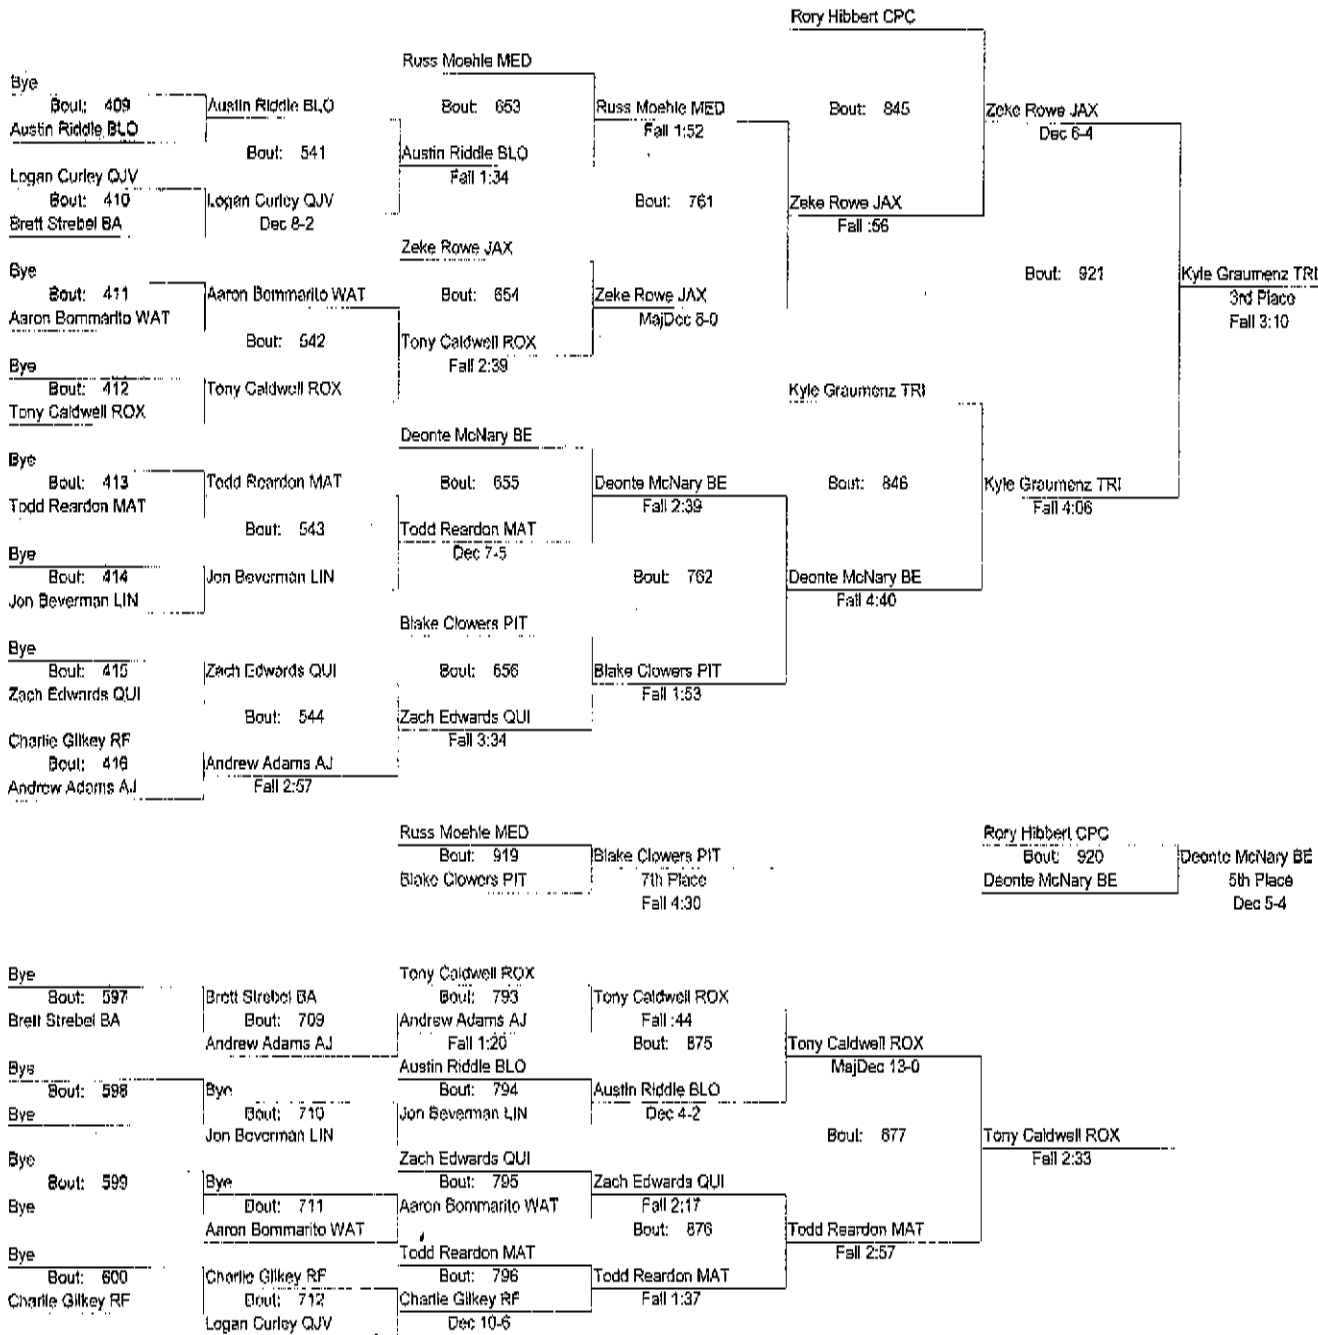 Rory Hibbert CPC
Russ Moehle MED
Bye
Bout: 409
Austin Riddle BLO
Bout: 653
Russ Moehle MED
Bout: 845
Zeke Rowe JAX
Austin Riddle BLO
Fall 1:52
Dec 6-4
Bout: 541
Austin Riddle BLO
Logan Curley QJV
Fall 1:34
Bout: 410
Logan Curley QJV
Bout: 761
Zeke Rowe JAX
Brett Strebel BA
Dec 8-2
Fall :56
Zeke Rowe JAX
Bye
Bout: 921
Kyle Graumenz TRI
Bout: 411
Aaron Bommarito WAT
Bout: 654
Zeke Rowe JAX
3rd Place
Aaron Bommarito WAT
MajDec 8-0
Fall 3:10
Bout: 542
Tony Caldwell ROX
Bye
Fall 2:39
Bout: 412
Tony Caldwell ROX
Kyle Graumenz TRI
Tony Caldwell ROX
Deonte McNary BE
Bye
Bout: 413
Todd Reardon MAT
Bout: 655
Deonte McNary BE
Bout: 846
Kyle Graumenz TRI
Todd Reardon MAT
Fall 2:39
Fall 4:06
Bout: 543
Todd Reardon MAT
Bye
Dec 7-5
Bout: 414
Jon Beverman LIN
Bout: 762
Deonte McNary BE
Jon Beverman LIN
Fall 4:40
Blake Clowers PIT
Bye
Bout: 415
Zach Edwards QUI
Bout: 656
Blake Clowers PIT
Zach Edwards QUI
Fall 1:53
Bout: 544
Zach Edwards QUI
Charlie Gilkey RF
Fall 3:34
Bout: 416
Andrew Adams AJ
Andrew Adams AJ
Fall 2:57
Russ Moehle MED
Rory Hibbert CPC
Bout: 919
Blake Clowers PIT
Bout: 920
Deonte McNary BE
Blake Clowers PIT
7th Place
Deonte McNary BE
5th Place
Fall 4:30
Dec 5-4
Bye
Tony Caldwell ROX
Bout: 597
Brett Strebel BA
Bout: 793
Tony Caldwell ROX
Brett Strebel BA
Bout: 709
Andrew Adams AJ
Fall :44
Andrew Adams AJ
Fall 1:20
Bout: 875
Tony Caldwell ROX
Bye
Austin Riddle BLO
MajDec 13-0
Bout: 598
Bye
Bout: 794
Austin Riddle BLO
Bye
Bout: 710
Jon Beverman LIN
Dec 4-2
Jon Beverman LIN
Bout: 877
Tony Caldwell ROX
Bye
Zach Edwards QUI
Fall 2:33
Bout: 599
Bye
Bout: 795
Zach Edwards QUI
Bye
Bout: 711
Aaron Bommarito WAT
Fall 2:17
Aaron Bommarito WAT
Bout: 876
Todd Reardon MAT
Bye
Todd Reardon MAT
Fall 2:57
Bout: 600
Charlie Gilkey RF
Bout: 796
Todd Reardon MAT
Charlie Gilkey RF
Bout: 712
Charlie Gilkey RF
Fall 1:37
Logan Curley QJV
Dec 10-6